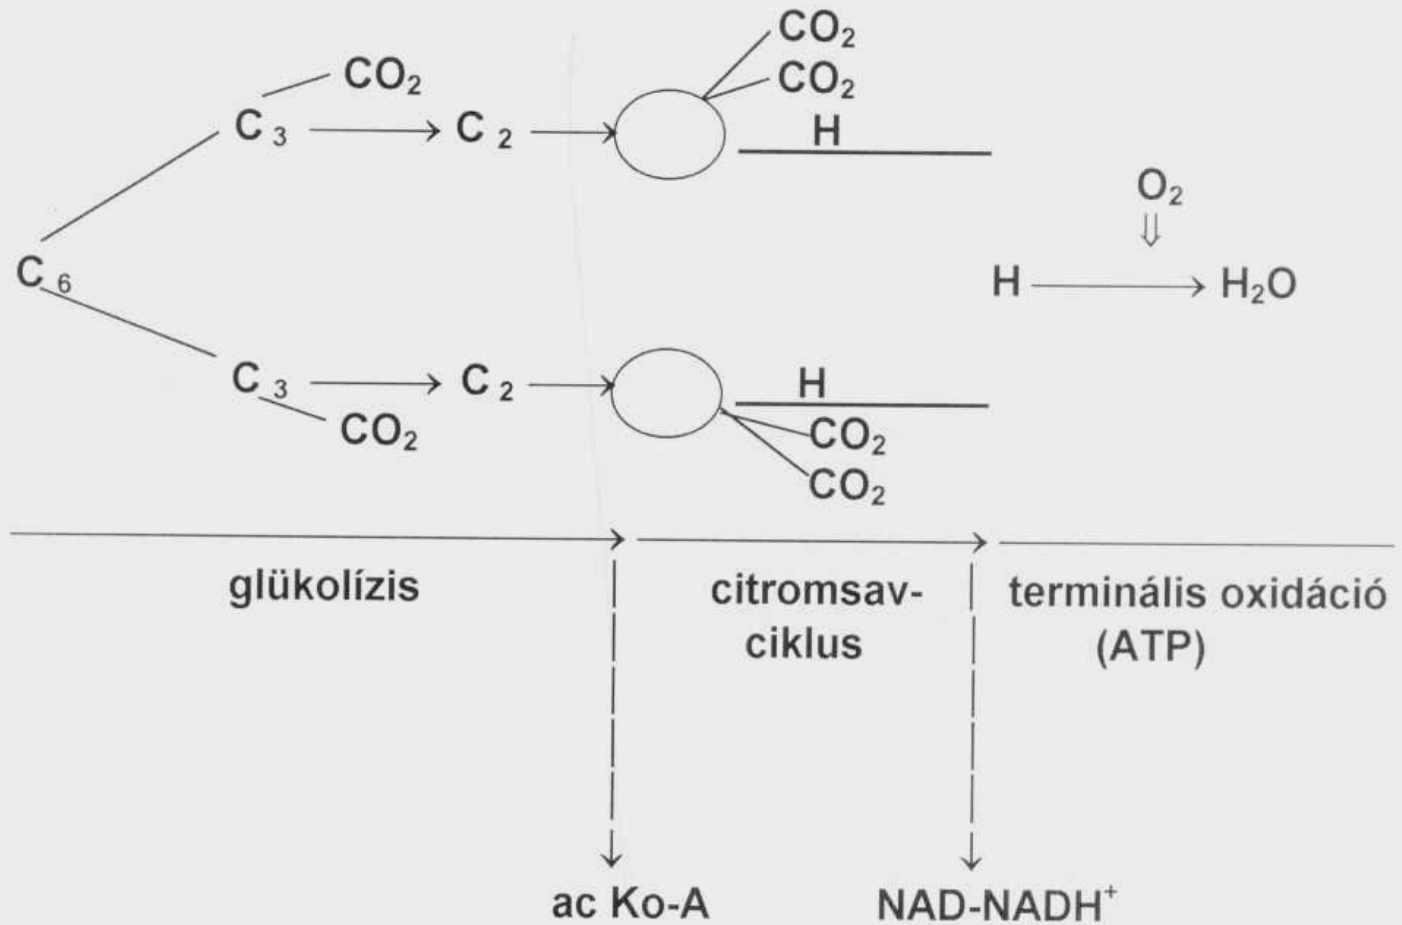 CO₂
CO₂
CO₂
C₃ C₂ H
O₂
C₆ H H₂O
C₃ C₂ H
CO₂ CO₂
CO₂
glükolízis citromsav- terminális oxidáció
ciklus (ATP)
ac Ko-A NAD-NADH⁺